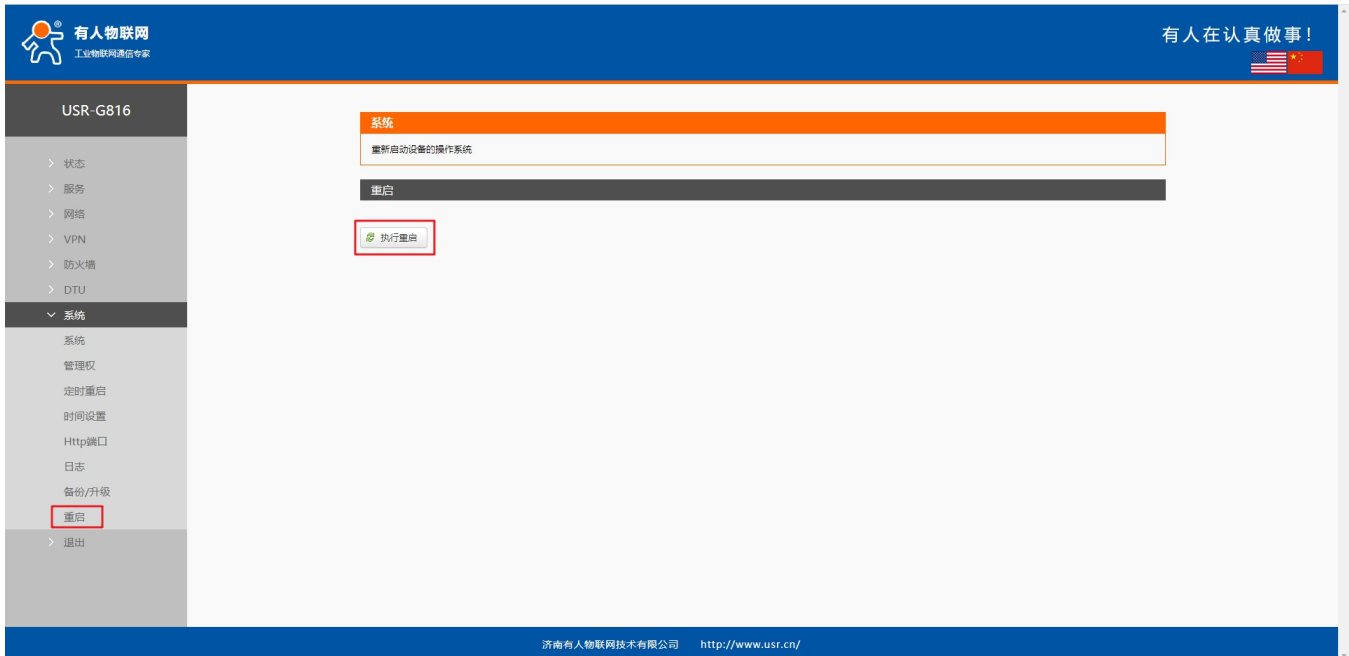 有人物联网
工业物联网通信专家
有人在认真做事！
USR-G816
状态
服务
网络
VPN
防火墙
DTU
系统
系统
管理权
定时重启
时间设置
Http端口
日志
备份/升级
重启
退出
系统
重新启动设备的操作系统
重启
执行重启
济南有人物联网技术有限公司 http://www.usr.cn/